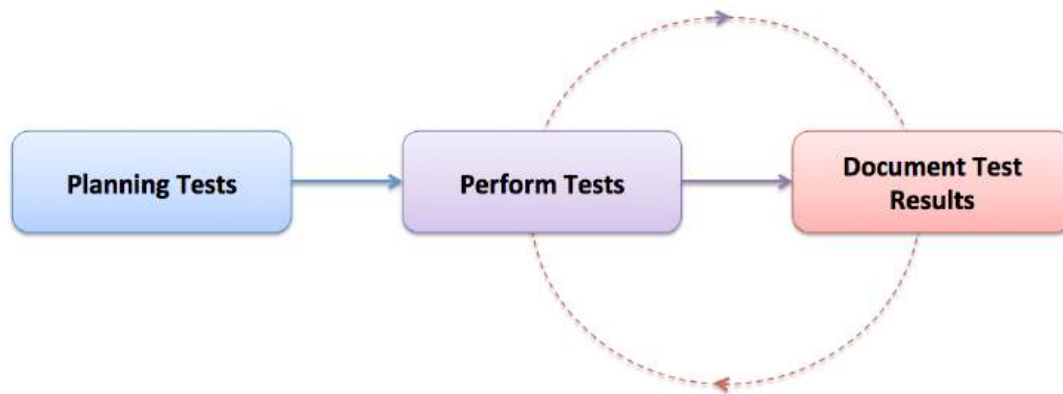 Planning Tests
Perform Tests
Document Test
Results